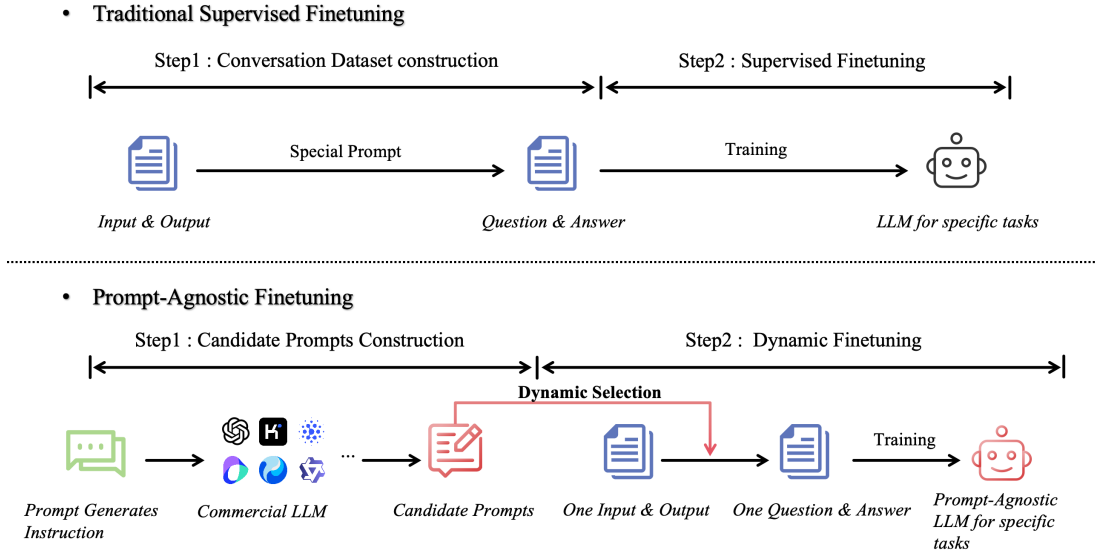 • Traditional Supervised Finetuning
Step1 : Conversation Dataset construction
Step2 : Supervised Finetuning
Special Prompt
Training
Input & Output
Question & Answer
LLM for specific tasks
• Prompt-Agnostic Finetuning
Step1 : Candidate Prompts Construction
Step2 : Dynamic Finetuning
Dynamic Selection
K
...
Training
Prompt Generates
Instruction
Commercial LLM
Candidate Prompts
One Input & Output
One Question & Answer
Prompt-Agnostic
LLM for specific
tasks